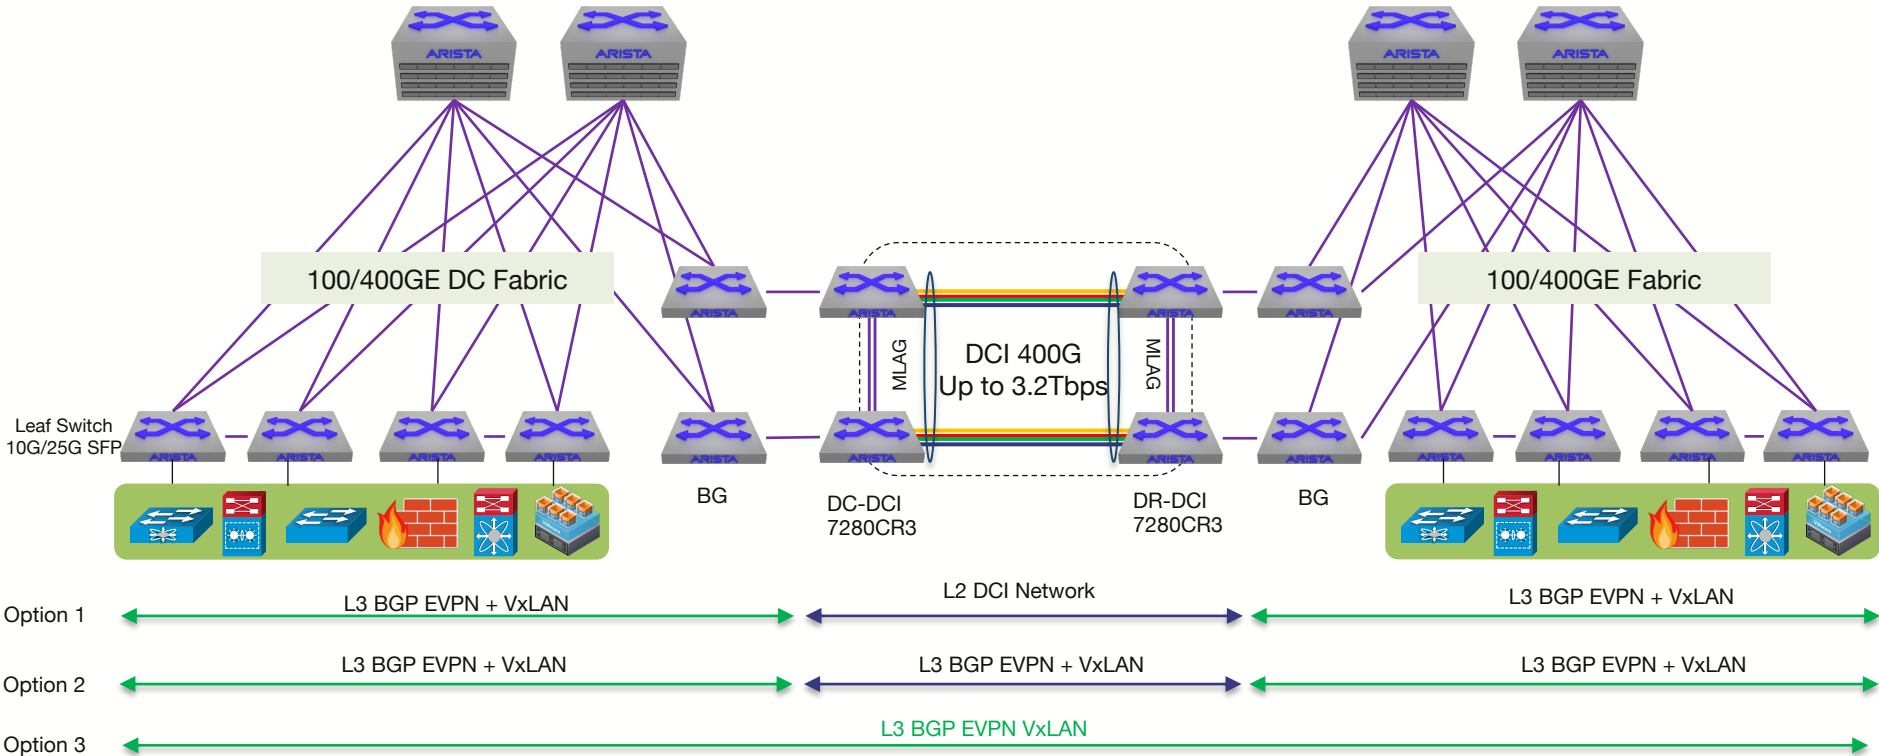 ARISTA
ARISTA
ARISTA
ARISTA
100/400GE DC Fabric
100/400GE Fabric
ARISTA
ARISTA
ARISTA
ARISTA
MLAG
DCI 400G
Up to 3.2Tbps
MLAG
Leaf Switch
10G/25G SFP
ARISTA
ARISTA
ARISTA
ARISTA
ARISTA
ARISTA
ARISTA
ARISTA
ARISTA
ARISTA
ARISTA
ARISTA
BG
DC-DCI
7280CR3
DR-DCI
7280CR3
BG
vmware
vmware
Option 1
L3 BGP EVPN + VxLAN
L2 DCI Network
L3 BGP EVPN + VxLAN
Option 2
L3 BGP EVPN + VxLAN
L3 BGP EVPN + VxLAN
L3 BGP EVPN + VxLAN
Option 3
L3 BGP EVPN VxLAN